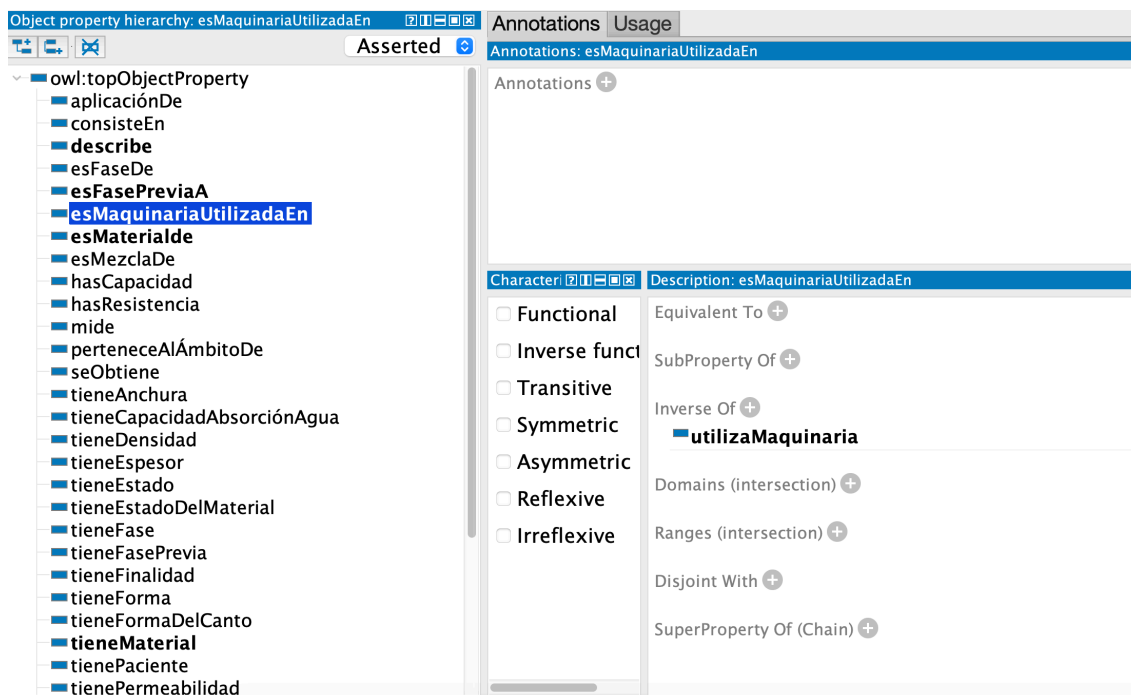 Object property hierarchy: esMaquinariaUtilizadaEn
Asserted
owl:topObjectProperty
aplicaciónDe
consisteEn
describe
esFaseDe
esFasePreviaA
esMaquinariaUtilizadaEn
esMaterialde
esMezclaDe
hasCapacidad
hasResistencia
mide
perteneceAlÁmbitoDe
seObtiene
tieneAnchura
tieneCapacidadAbsorciónAgua
tieneDensidad
tieneEspesor
tieneEstado
tieneEstadoDelMaterial
tieneFase
tieneFasePrevia
tieneFinalidad
tieneForma
tieneFormaDelCanto
tieneMaterial
tienePaciente
tienePermeabilidad
Annotations Usage
Annotations: esMaquinariaUtilizadaEn
Annotations
Characteri
Functional
Inverse funct
Transitive
Symmetric
Asymmetric
Reflexive
Irreflexive
Description: esMaquinariaUtilizadaEn
Equivalent To
SubProperty Of
Inverse Of
utilizaMaquinaria
Domains (intersection)
Ranges (intersection)
Disjoint With
SuperProperty Of (Chain)